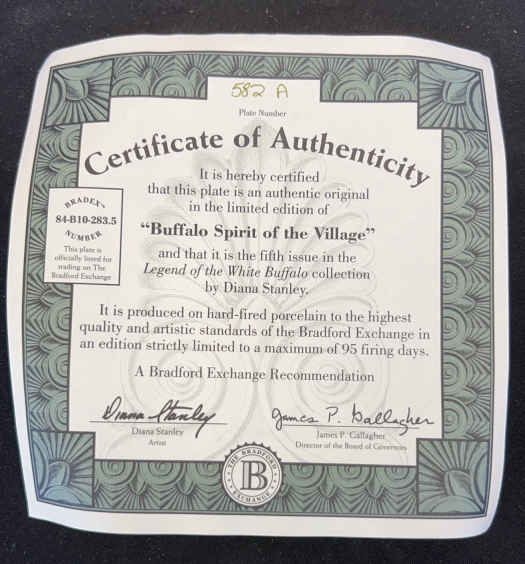 582 A
Plate Number
Certificate of Authenticity
It is hereby certified
that this plate is an authentic original
in the limited edition of
“Buffalo Spirit of the Village”
and that it is the fifth issue in the
Legend of the White Buffalo collection
by Diana Stanley.
BRADEX™
84-B10-283.5
NUMBER
This plate is
officially listed for
trading on The
Bradford Exchange
It is produced on hard-fired porcelain to the highest
quality and artistic standards of the Bradford Exchange in
an edition strictly limited to a maximum of 95 firing days.
A Bradford Exchange Recommendation
Diana Stanley
Diana Stanley
Artist
James P. Gallagher
James P. Gallagher
Director of the Board of Governors
THE BRADFORD
B
EXCHANGE